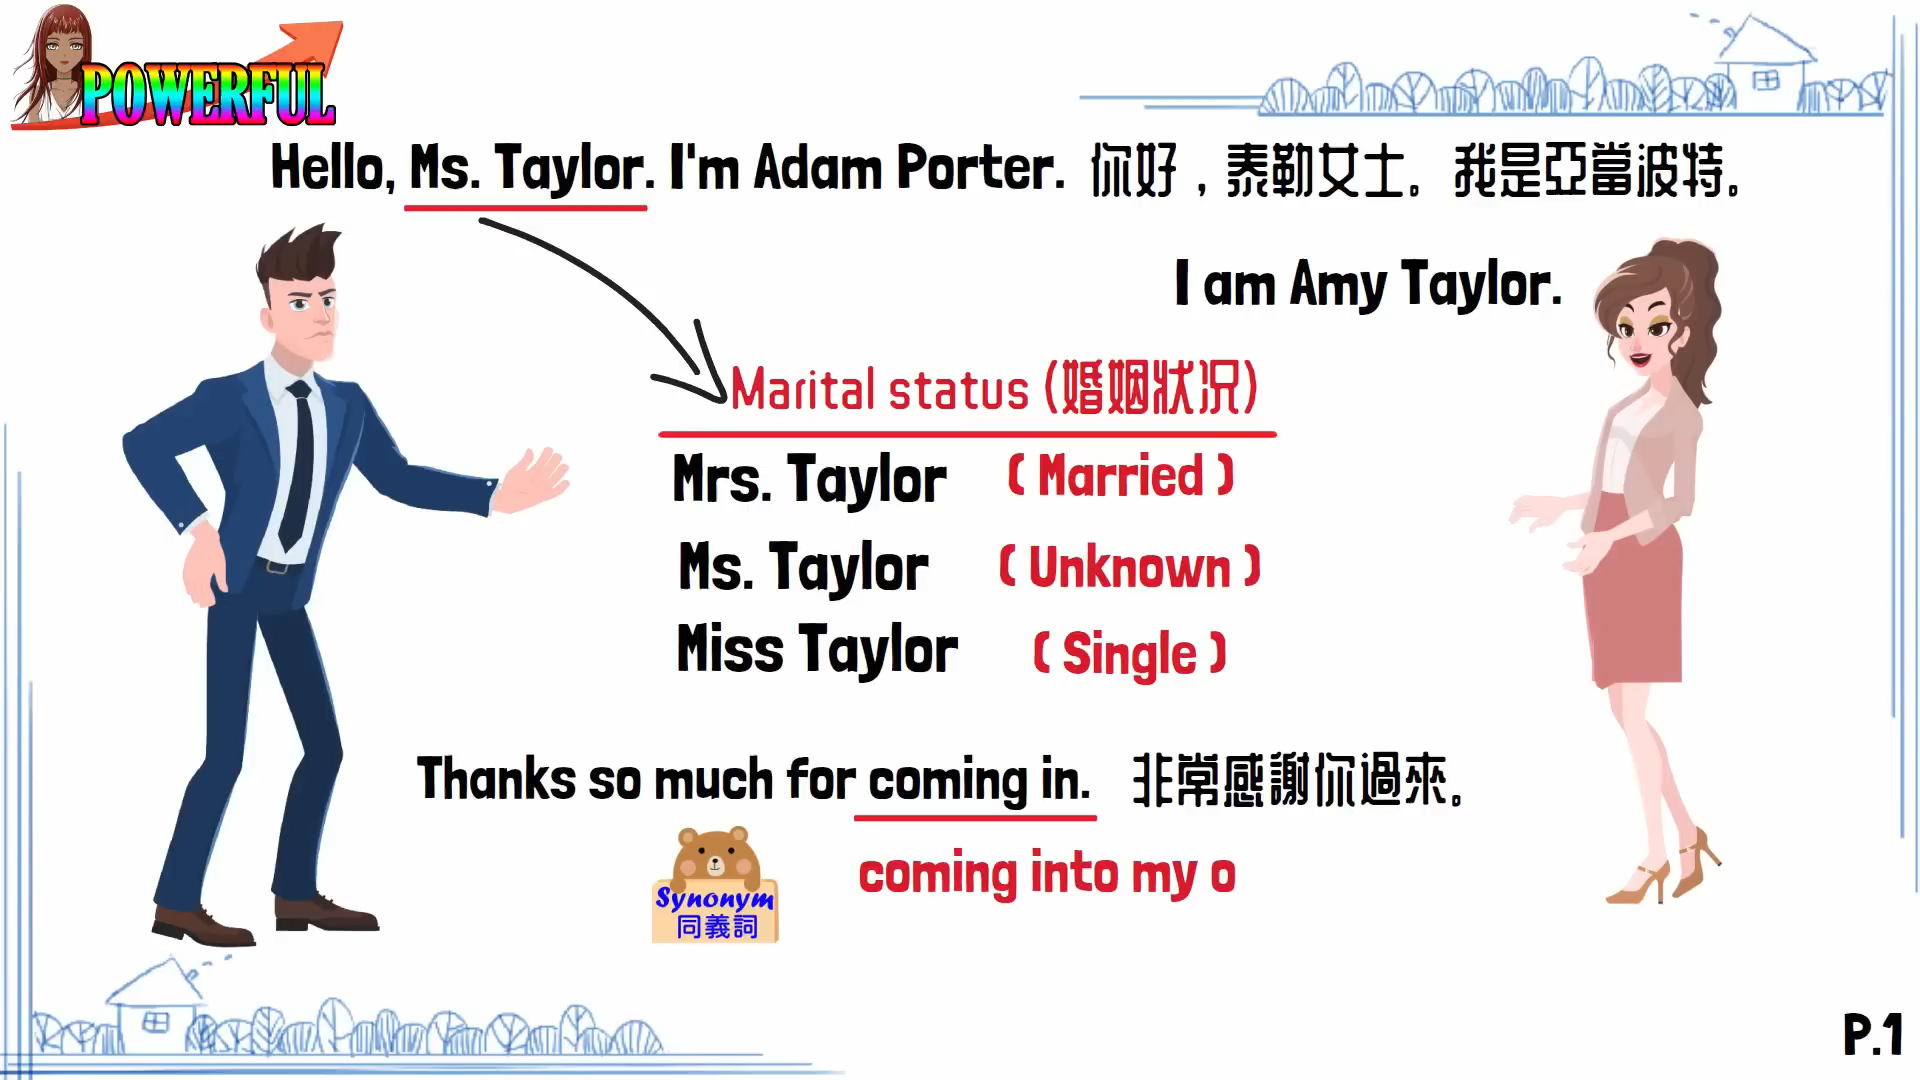 POWERFUL
Hello, Ms. Taylor. I'm Adam Porter. 你好，泰勒女士。我是亞當波特。
I am Amy Taylor.
Marital status (婚姻狀況)
Mrs. Taylor ( Married )
Ms. Taylor ( Unknown )
Miss Taylor ( Single )
Thanks so much for coming in. 非常感謝你過來。
coming into my o
Synonym
同義詞
P.1